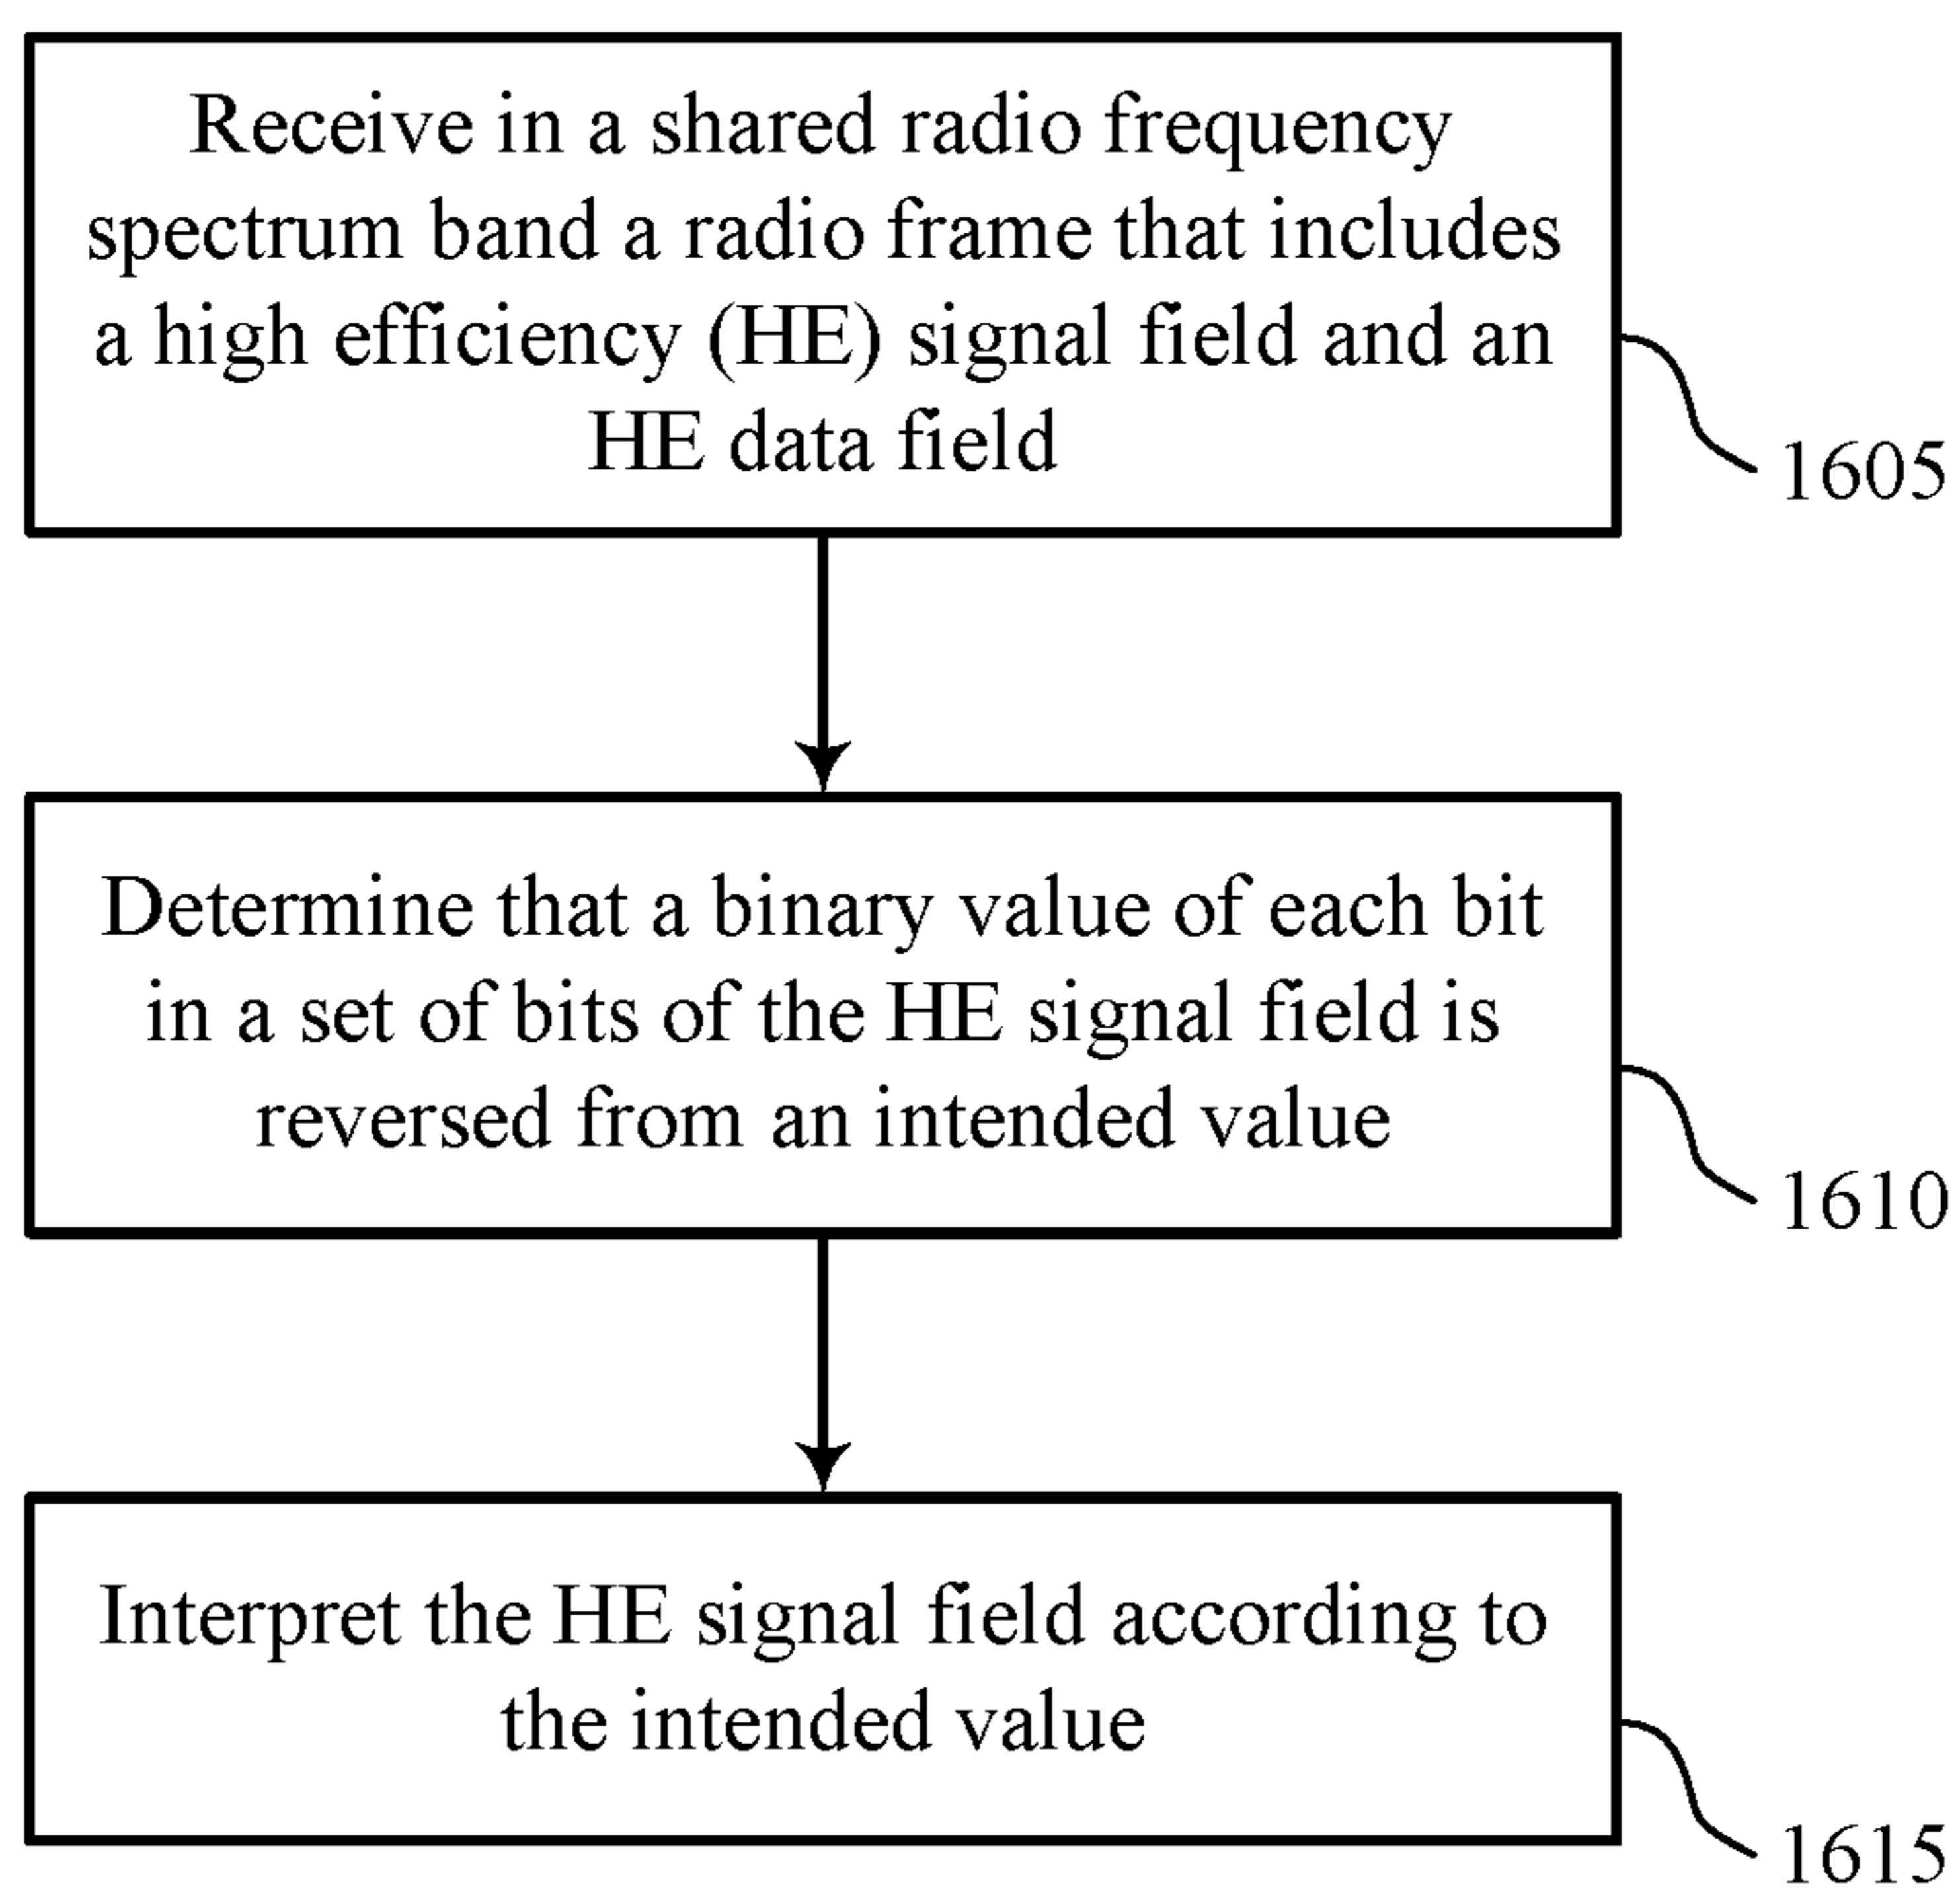 Receive in a shared radio frequency
spectrum band a radio frame that includes
a high efficiency (HE) signal field and an
HE data field
1605
Determine that a binary value of each bit
in a set of bits of the HE signal field is
reversed from an intended value
1610
Interpret the HE signal field according to
the intended value
1615